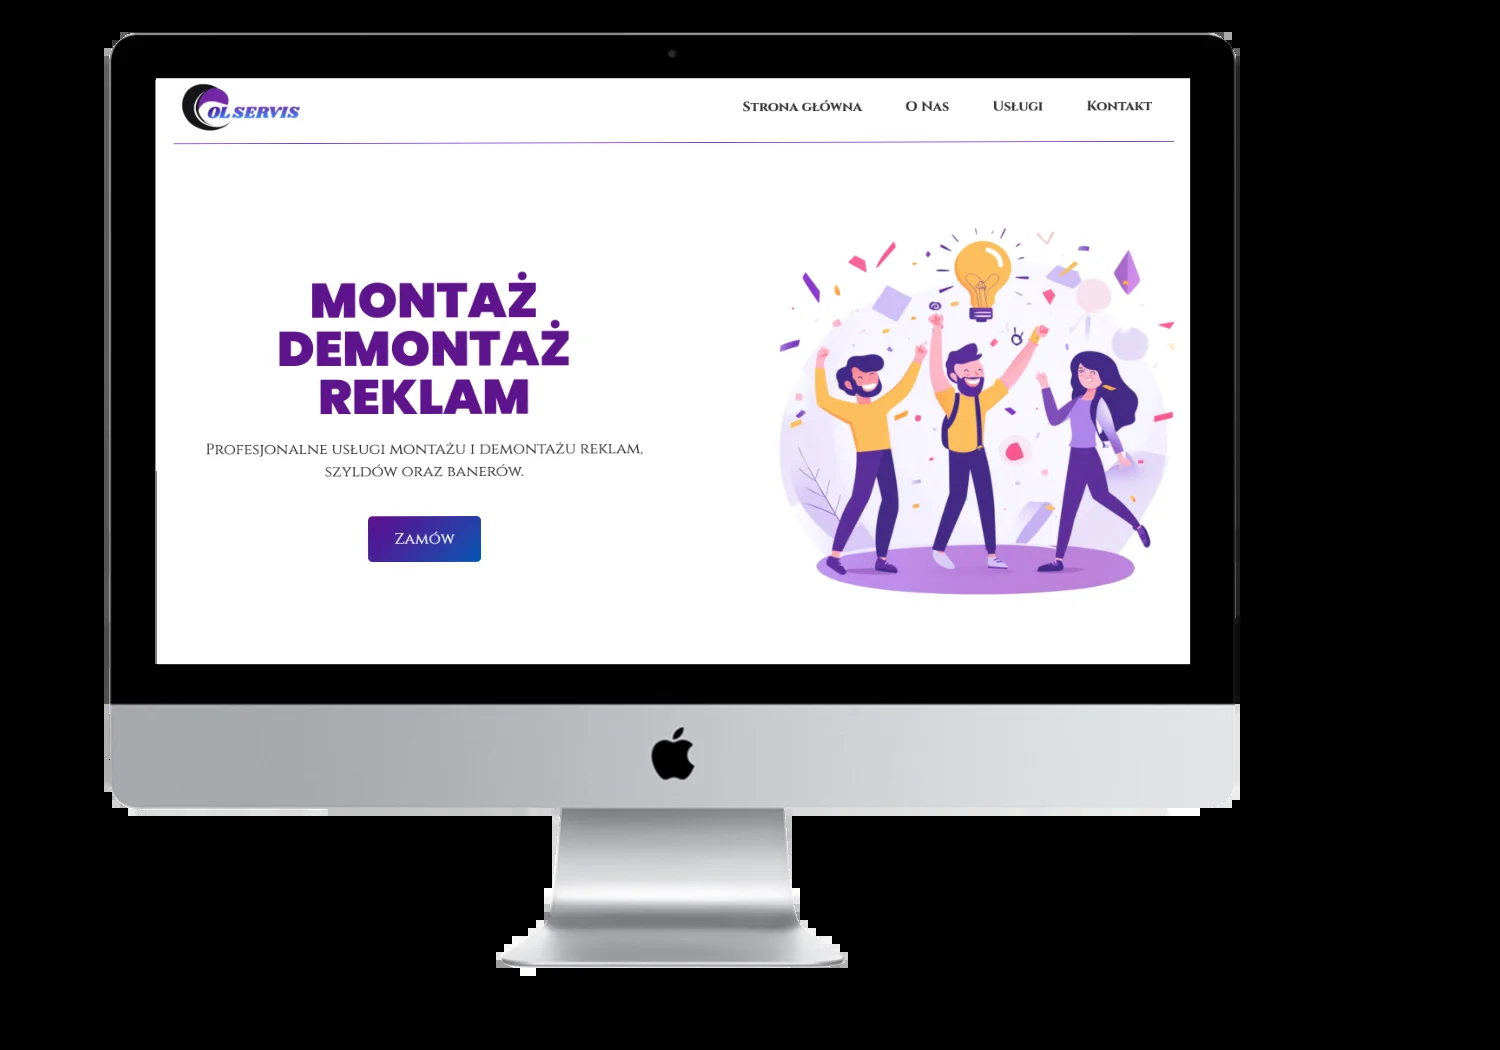 OL SERVIS
Strona główna
O Nas
Usługi
Kontakt
MONTAŻ
DEMONTAŻ
REKLAM
Profesjonalne usługi montażu i demontażu reklam,
szyldów oraz banerów.
Zamów